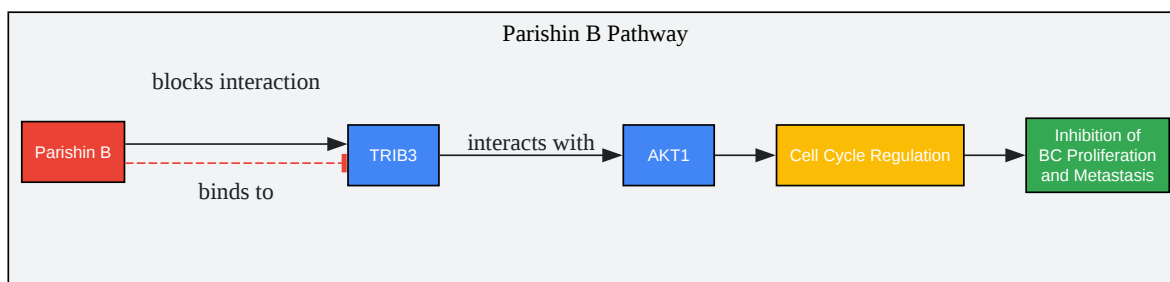 Parishin B Pathway
blocks interaction
Parishin B
TRIB3
interacts with
AKT1
Cell Cycle Regulation
Inhibition of
BC Proliferation
and Metastasis
binds to